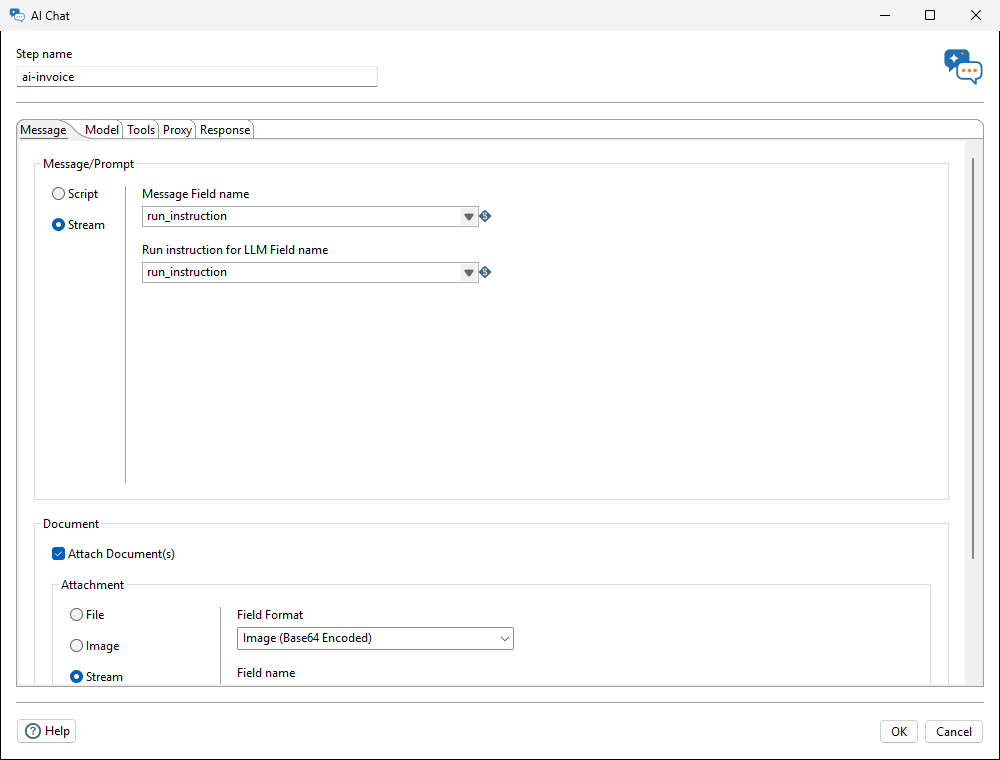 AI Chat
Step name
ai-invoice
Message Model Tools Proxy Response
Message/Prompt
Script
Stream
Message Field name
run_instruction
Run instruction for LLM Field name
run_instruction
Document
Attach Document(s)
Attachment
File
Image
Stream
Field Format
Image (Base64 Encoded)
Field name
Help
OK
Cancel